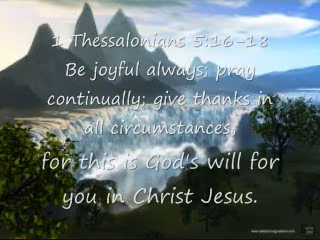 1 Thessalonians 5:16-18
Be joyful always; pray
continually; give thanks in
all circumstances,
for this is God's will for
you in Christ Jesus.